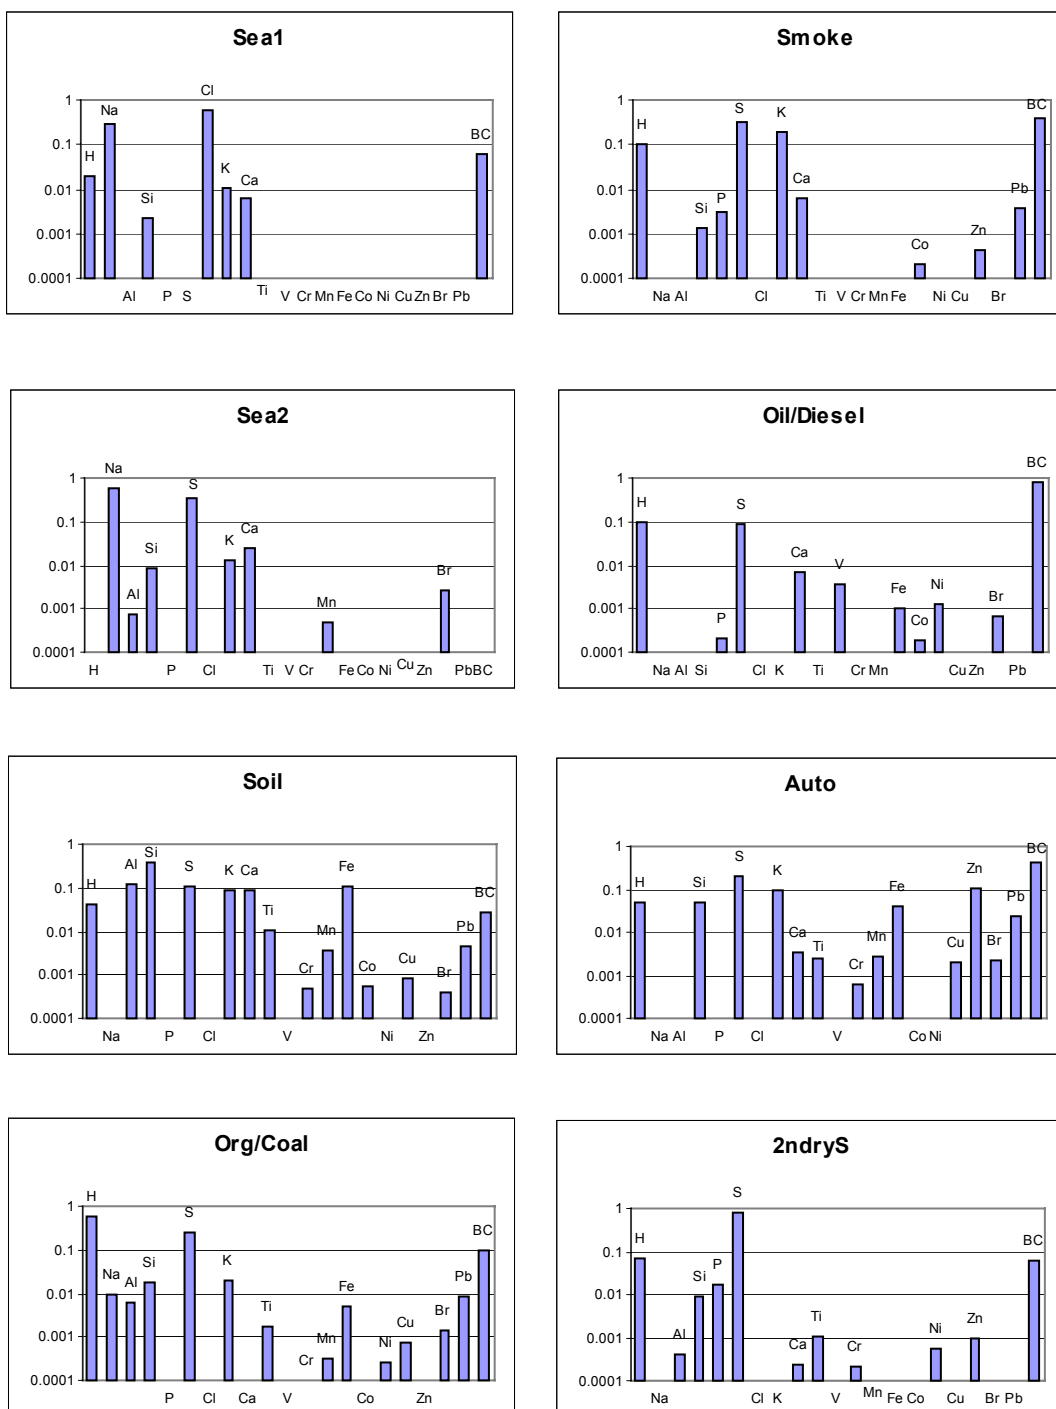 Sea1
Cl
1
Na
0.1
H
BC
K
Ca
0.01
Si
0.001
0.0001
Al P S Ti V Cr Mn Fe Co Ni Cu Zn Br Pb
Smoke
BC
1
S K
H
0.1
Ca
Pb
0.01
Si P
0.001
Co Zn
0.0001
Na Al Cl Ti V Cr Mn Fe Ni Cu Br
Sea2
Na
1
S
0.1
Ca
K
Si
0.01
Br
Al
Mn
0.001
0.0001
H P Cl Ti V Cr Fe Co Ni Cu Zn Pb BC
Oil/Diesel
BC
1
H S
0.1
Ca
V
0.01
Fe Ni
Br
0.001
P Co
0.0001
Na Al Si Cl K Ti Cr Mn Cu Zn Pb
Soil
1
Si
Al S K Ca Fe
0.1
H
BC
Ti
0.01
Mn
Pb
Cr Co Cu Br
0.001
0.0001
Na P Cl V Ni Zn
Auto
BC
1
S
K Zn
0.1
H Si Fe
Pb
0.01
Ca Ti Mn Cu Br
Cr
0.001
0.0001
Na Al P Cl V Co Ni
Org/Coal
H
1
S
BC
0.1
Na Al Si K
Pb
0.01
Fe
Ti
Br
Cu
0.001
Mn Ni
Cr
0.0001
P Cl Ca V Co Zn
2ndryS
S
1
H
BC
0.1
Si P
0.01
Ti
Zn
Ni
0.001
Al Ca Cr
0.0001
Na Cl K V Mn Fe Co Cu Br Pb